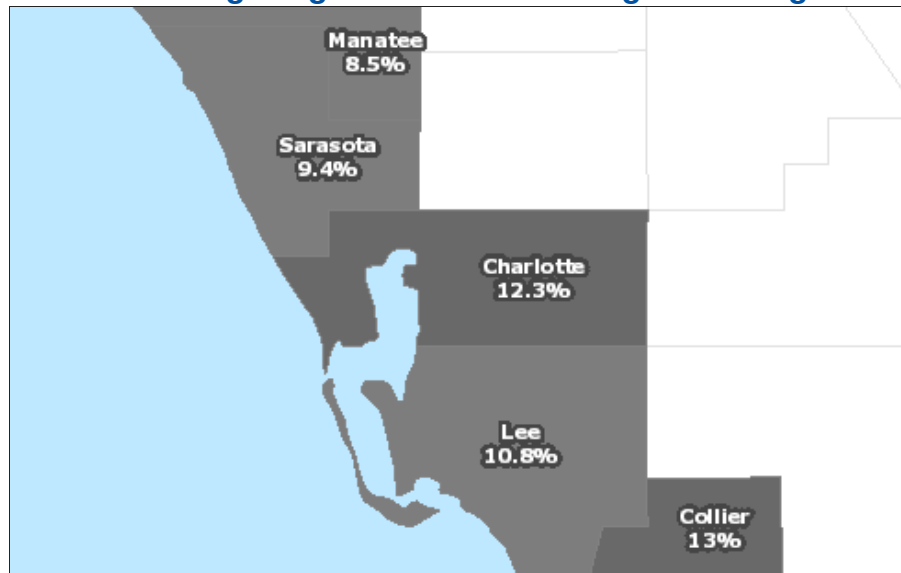 Manatee
8.5%
Sarasota
9.4%
Charlotte
12.3%
Lee
10.8%
Collier
13%